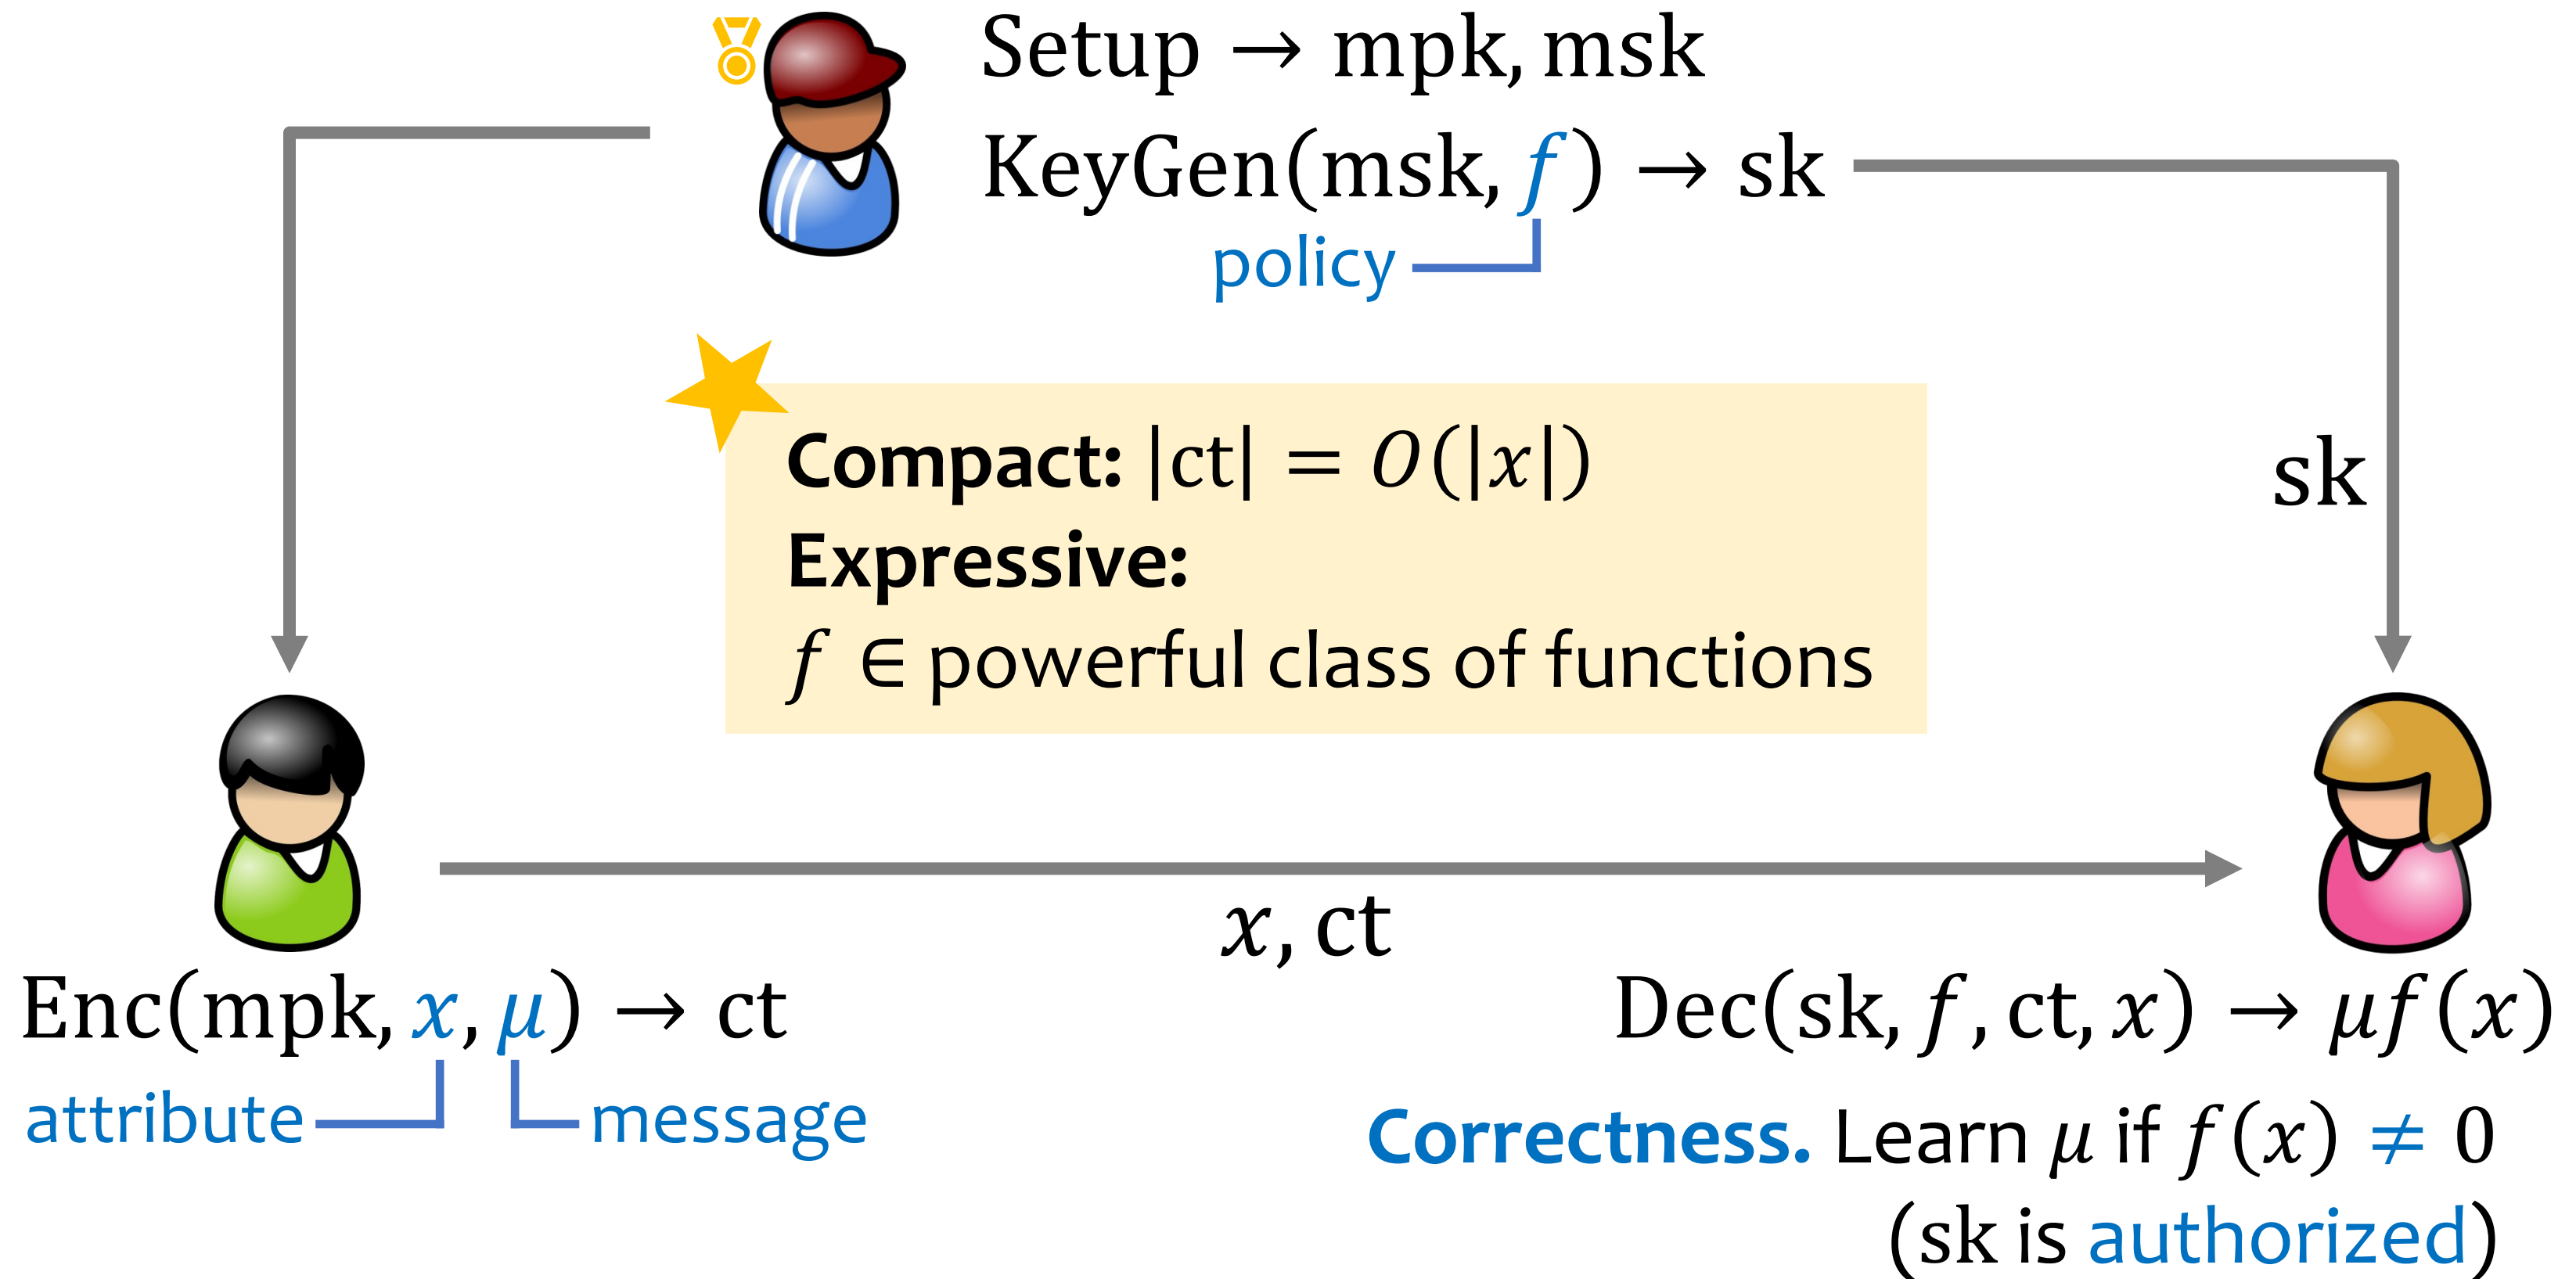 Setup → mpk, msk
KeyGen(msk, f) → sk
policy
Compact: |ct| = O(|x|)
Expressive:
f ∈ powerful class of functions
sk
x, ct
Enc(mpk, x, μ) → ct
attribute
message
Dec(sk, f, ct, x) → μf(x)
Correctness. Learn μ if f(x) ≠ 0
(sk is authorized)